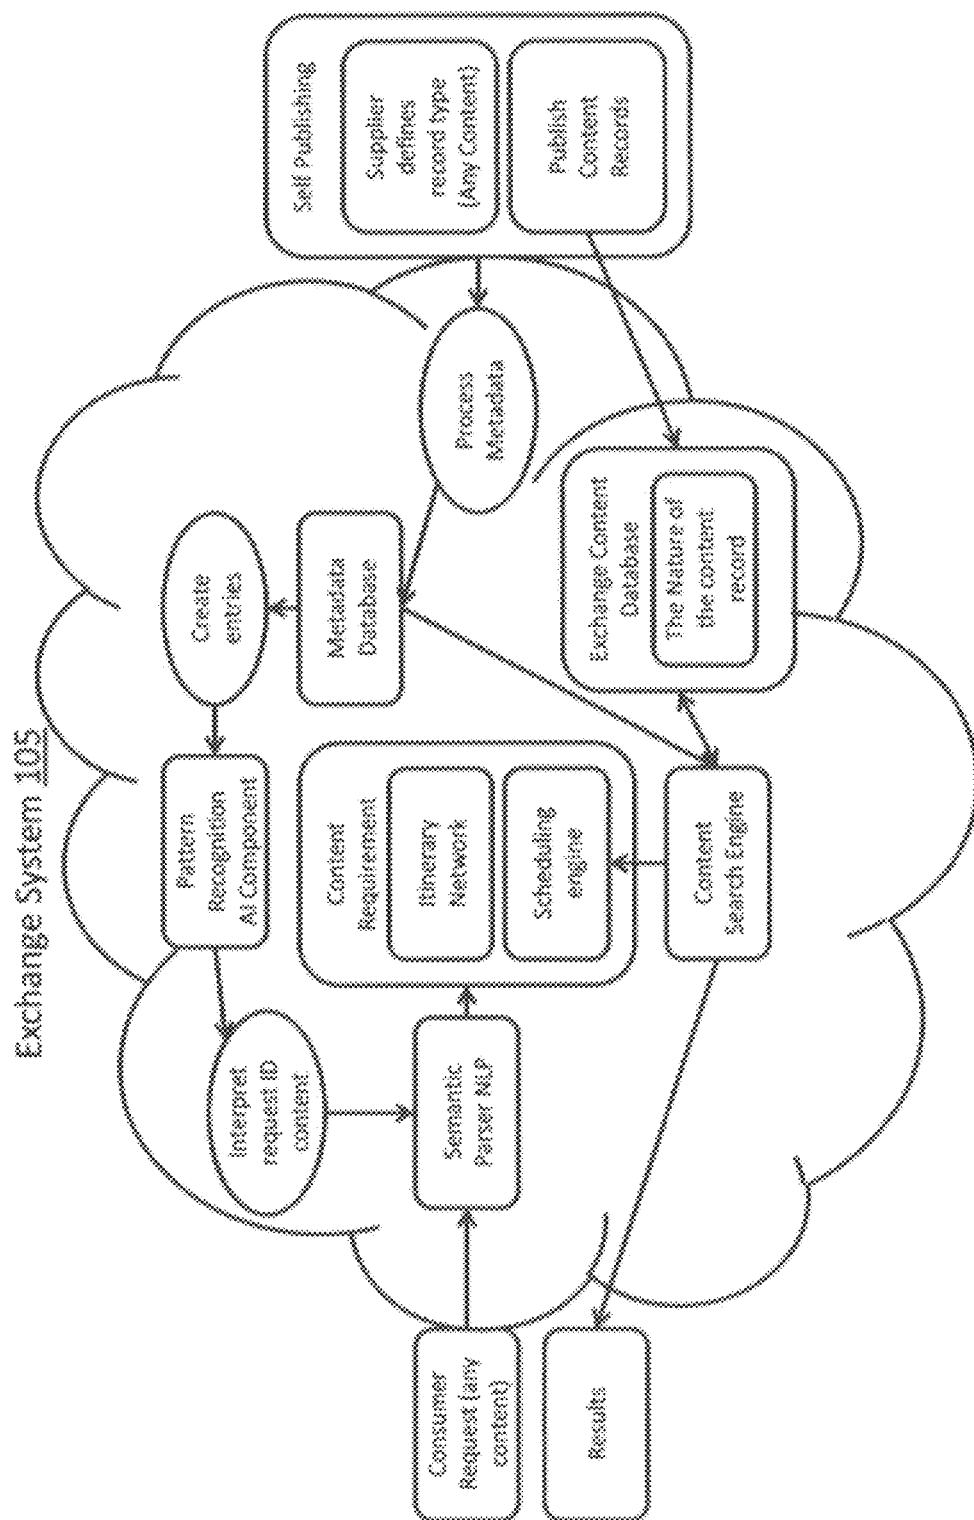 Exchange System 105
Consumer
Request (any
content)
Results
Interpret
request ID
content
Semantic
Parser NLP
Pattern
Recognition
AI Component
Content
Requirement
Itinerary
Network
Scheduling
engine
Content
Search Engine
Create
entries
Metadata
Database
Process
Metadata
Exchange Content
Database
The Nature of
the content
record
Self Publishing
Supplier
defines
record type
(Any Content)
Publish
Content
Records